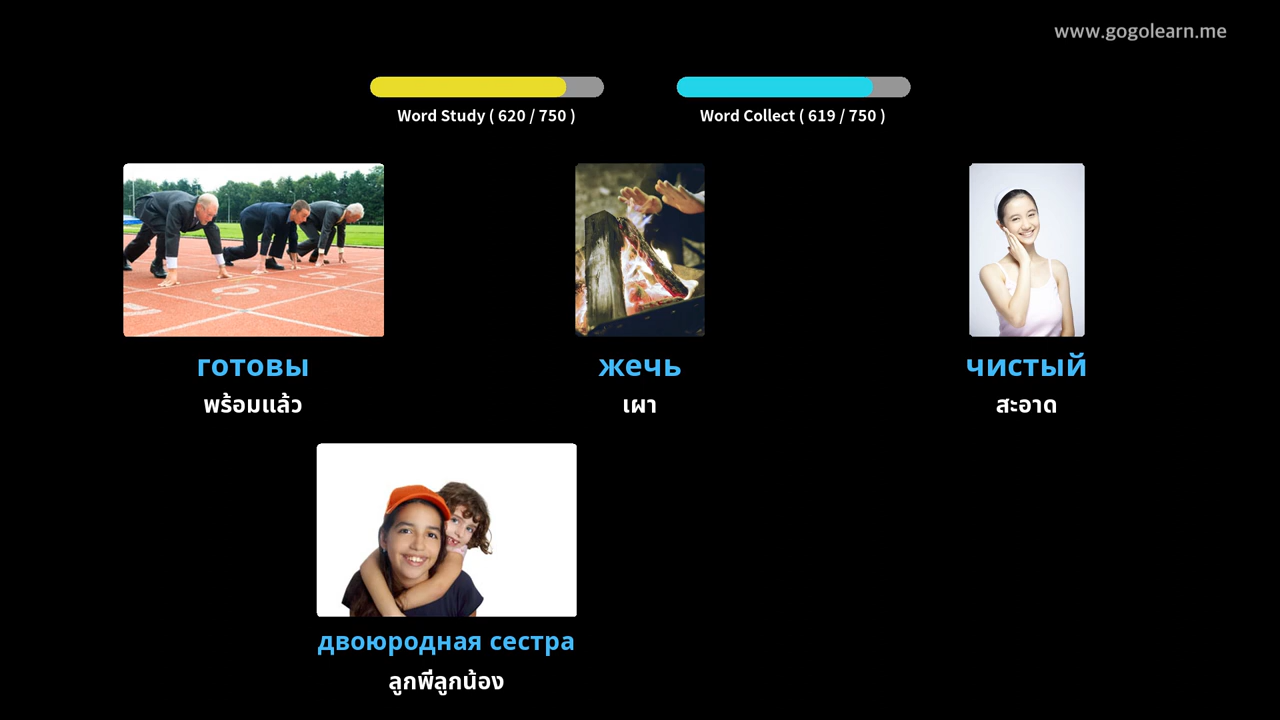 www.gogolearn.me
Word Study ( 620 / 750 )
Word Collect ( 619 / 750 )
готовы
жечь
чистый
พร้อมแล้ว
เผา
สะอาด
двоюродная сестра
ลูกพี่ลูกน้อง